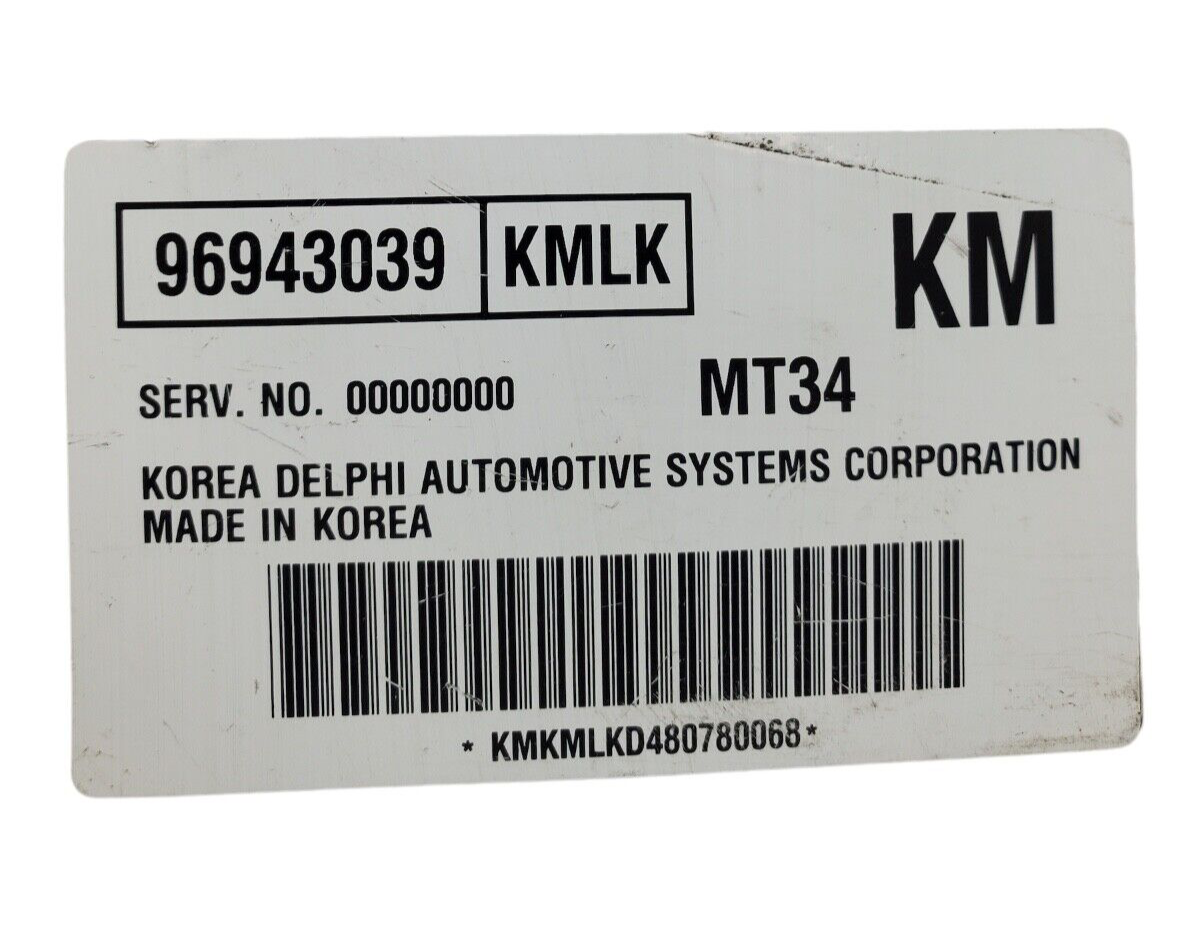 96943039 KMLK KM
SERV. NO. 00000000 MT34
KOREA DELPHI AUTOMOTIVE SYSTEMS CORPORATION
MADE IN KOREA
* KMKMLKD480780068*